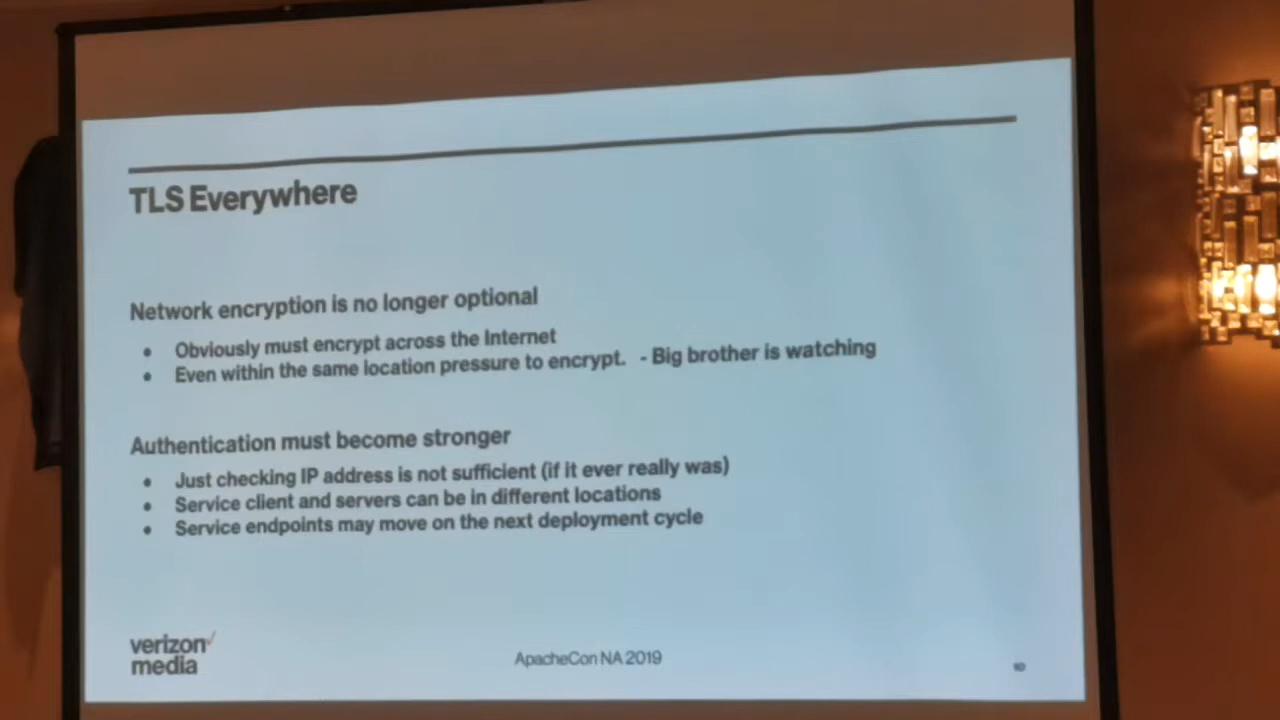 TLS Everywhere
Network encryption is no longer optional
• Obviously must encrypt across the Internet
• Even within the same location pressure to encrypt. - Big brother is watching
Authentication must become stronger
• Just checking IP address is not sufficient (if it ever really was)
• Service client and servers can be in different locations
• Service endpoints may move on the next deployment cycle
verizon✓
media
ApacheCon NA 2019